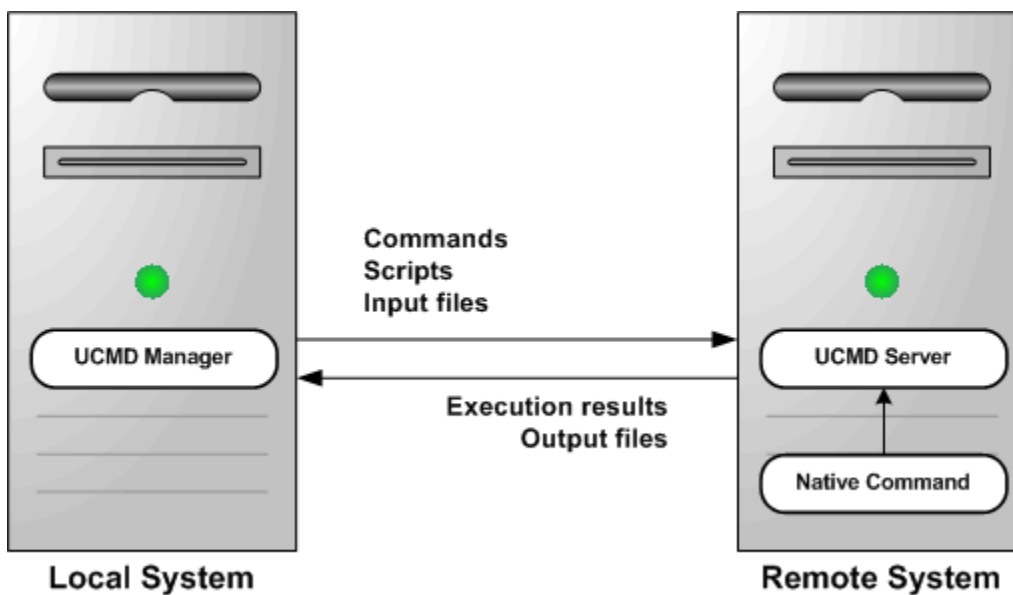 Commands
Scripts
Input files
UCMD Manager
UCMD Server
Execution results
Output files
Native Command
Local System
Remote System